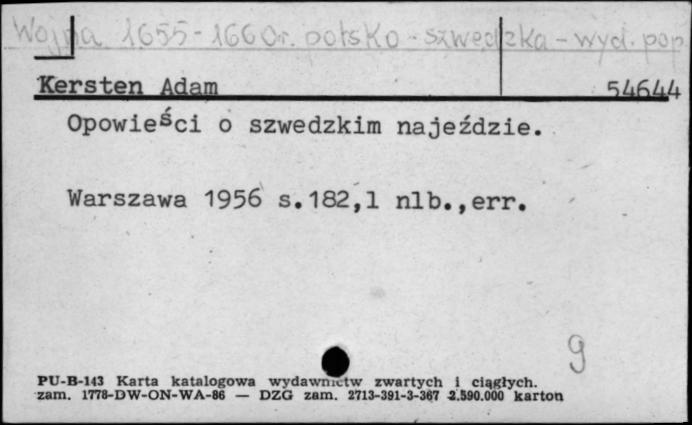 Wojna 1655-1660r. polsko-szwedzka-wyd. pop
Kersten Adam 54644
Opowieści o szwedzkim najeździe.
Warszawa 1956 s.182,1 nlb.,err.
9
PU-B-143 Karta katalogowa wydawnictw zwartych i ciągłych.
zam. 1778-DW-ON-WA-86 — DZG zam. 2713-391-3-367 2.590.000 karton